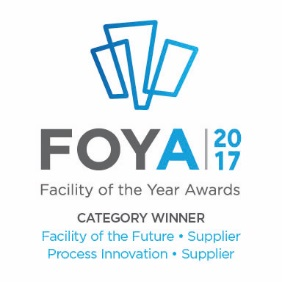 FOYA 2017
Facility of the Year Awards
CATEGORY WINNER
Facility of the Future • Supplier
Process Innovation • Supplier